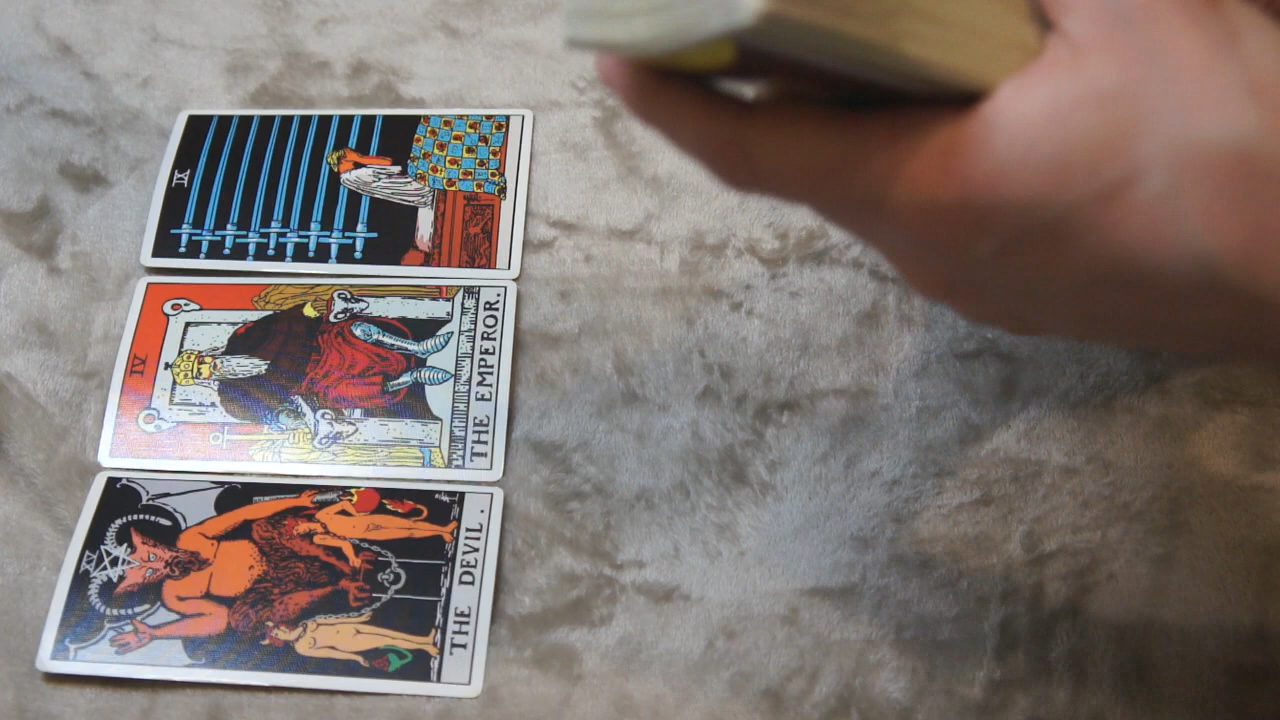 IX
IV
THE EMPEROR.
XV
THE DEVIL.